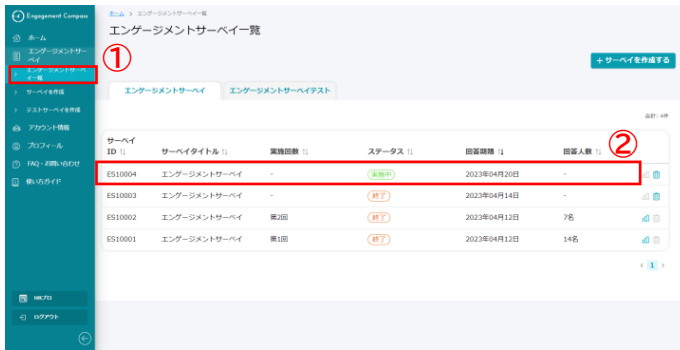 Engagement Compass
ホーム
エンゲージメントサー
ベイ
エンゲージメントサーベ
イ一覧
サーベイを作成
テストサーベイを作成
アカウント情報
プロフィール
FAQ・お問い合わせ
使い方ガイド
HRプロ
ログアウト
ホーム > エンゲージメントサーベイ一覧
エンゲージメントサーベイ一覧
①
+ サーベイを作成する
エンゲージメントサーベイ エンゲージメントサーベイテスト
合計: 4件
②
サーベイ
ID サーベイタイトル 実施回数 ステータス 回答期限 回答人数
ES10004 エンゲージメントサーベイ - 実施中 2023年04月20日 -
ES10003 エンゲージメントサーベイ - 終了 2023年04月14日 -
ES10002 エンゲージメントサーベイ 第2回 終了 2023年04月12日 7名
ES10001 エンゲージメントサーベイ 第1回 終了 2023年04月12日 14名
< 1 >